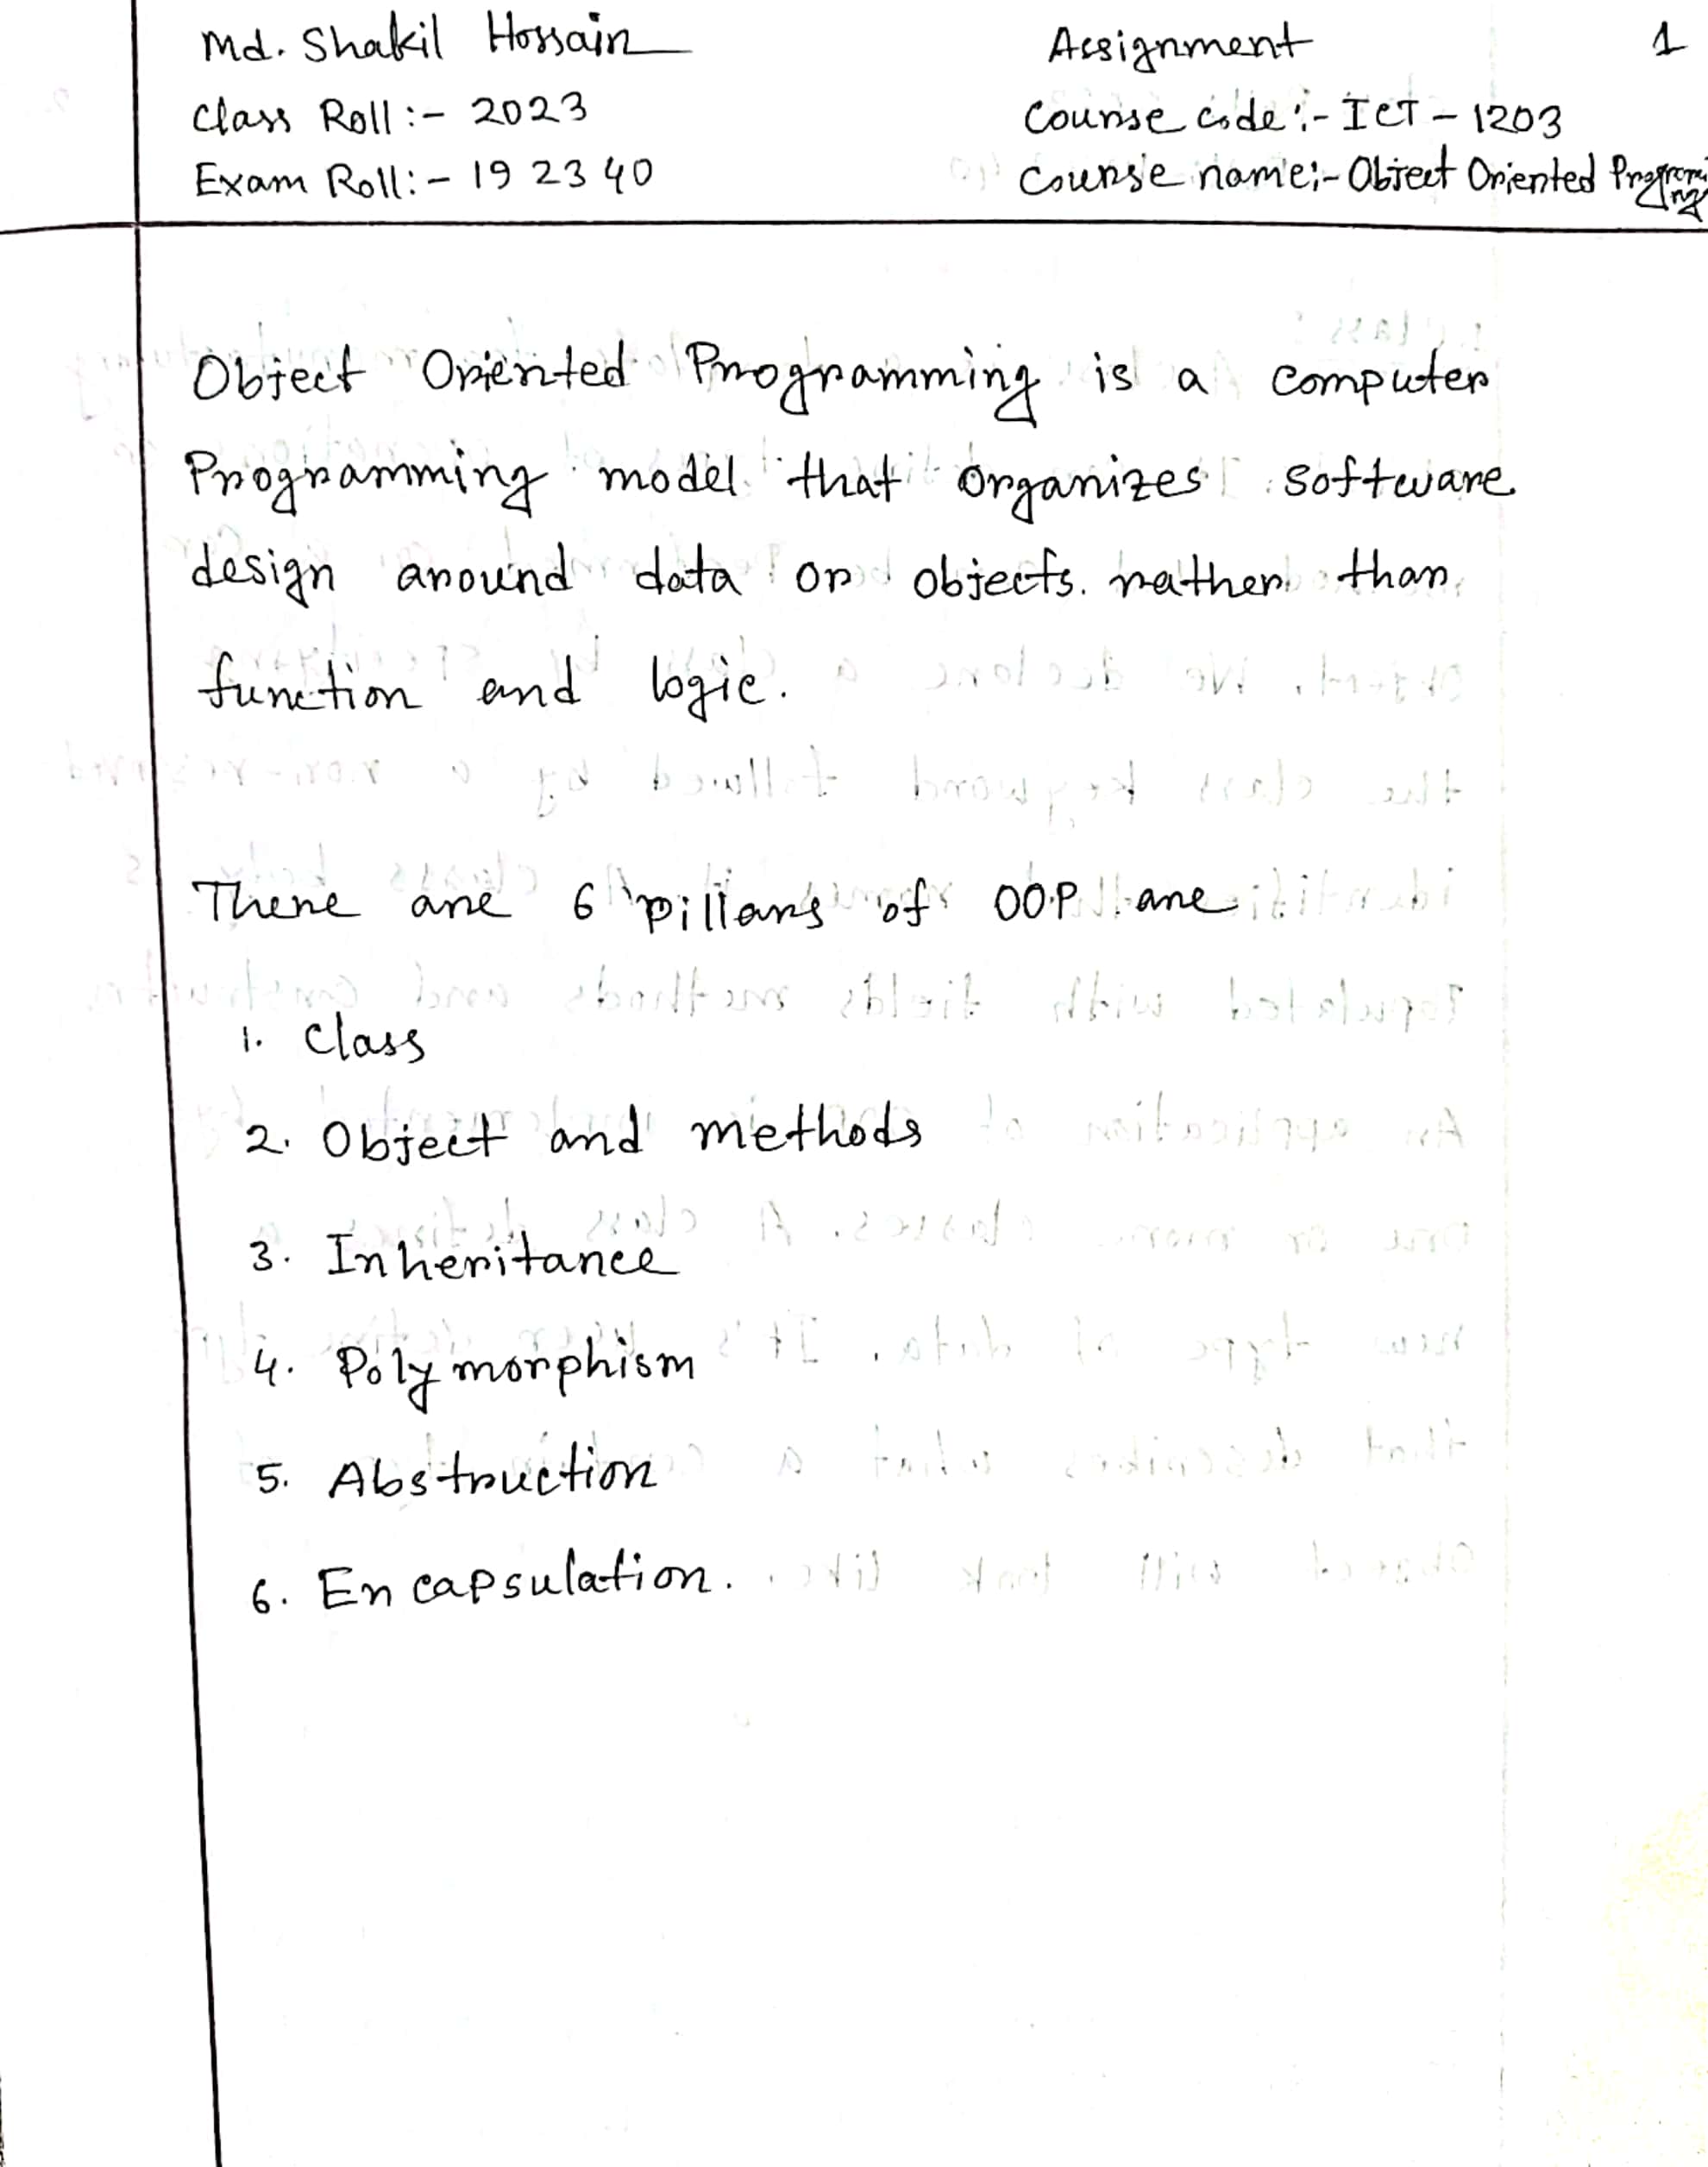 Md. Shakil Hossain
Class Roll :- 2023
Exam Roll :- 192340
Assignment
Course code :- ICT - 1203
Course name :- Object Oriented Programming
1
Object Oriented Programming is a computer
Programming model that organizes software
design around data or objects. rather than
function and logic.
There are 6 pillars of OOP are
1. Class
2. Object and methods
3. Inheritance
4. Polymorphism
5. Abstruction
6. Encapsulation.